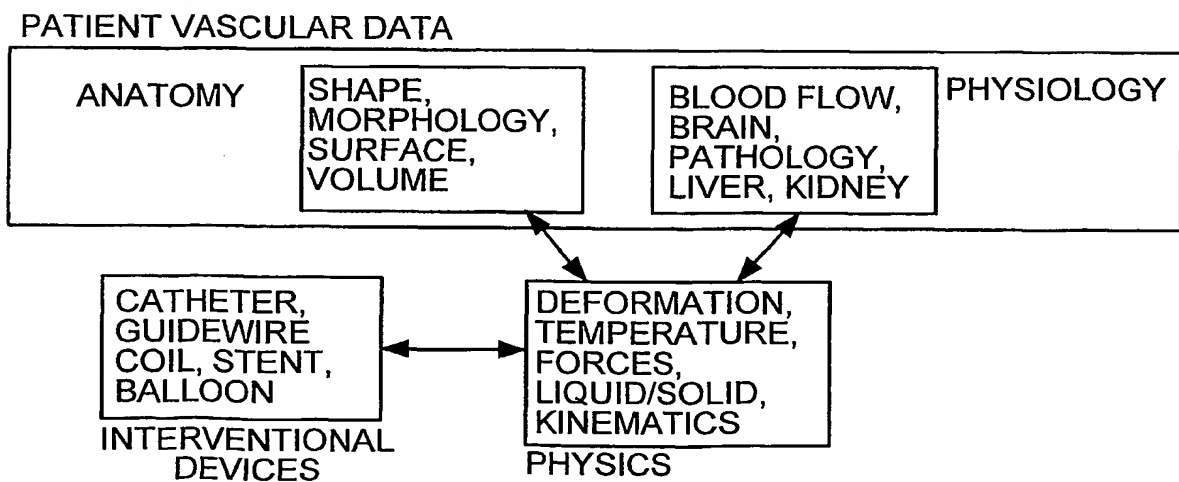 PATIENT VASCULAR DATA
ANATOMY
SHAPE,
MORPHOLOGY,
SURFACE,
VOLUME
BLOOD FLOW,
BRAIN,
PATHOLOGY,
LIVER, KIDNEY
PHYSIOLOGY
CATHETER,
GUIDEWIRE
COIL, STENT,
BALLOON
INTERVENTIONAL
DEVICES
DEFORMATION,
TEMPERATURE,
FORCES,
LIQUID/SOLID,
KINEMATICS
PHYSICS